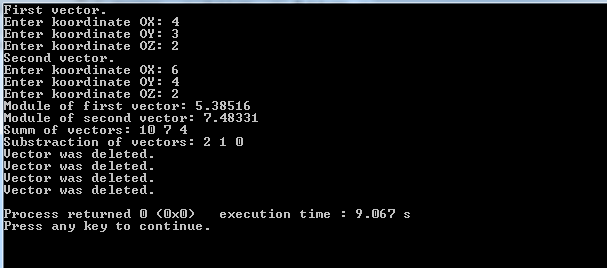 First vector.
Enter koordinate OX: 4
Enter koordinate OY: 3
Enter koordinate OZ: 2
Second vector.
Enter koordinate OX: 6
Enter koordinate OY: 4
Enter koordinate OZ: 2
Module of first vector: 5.38516
Module of second vector: 7.48331
Summ of vectors: 10 7 4
Substraction of vectors: 2 1 0
Vector was deleted.
Vector was deleted.
Vector was deleted.
Vector was deleted.
Process returned 0 (0x0)   execution time : 9.067 s
Press any key to continue.